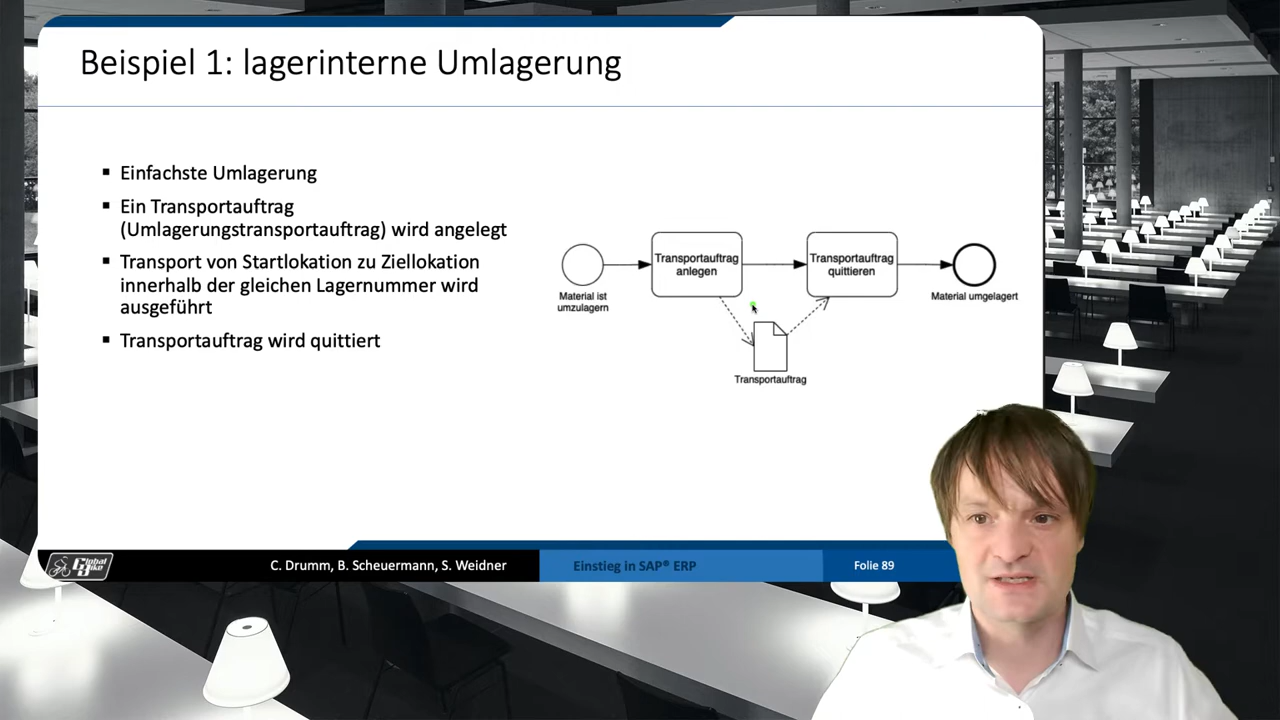 Beispiel 1: lagerinterne Umlagerung
▪ Einfachste Umlagerung
▪ Ein Transportauftrag
(Umlagerungstransportauftrag) wird angelegt
▪ Transport von Startlokation zu Ziellokation
innerhalb der gleichen Lagernummer wird
ausgeführt
▪ Transportauftrag wird quittiert
Material ist
umzulagern
Transportauftrag
anlegen
Transportauftrag
quittieren
Material umgelagert
Transportauftrag
Global
Bike
C. Drumm, B. Scheuermann, S. Weidner
Einstieg in SAP® ERP
Folie 89